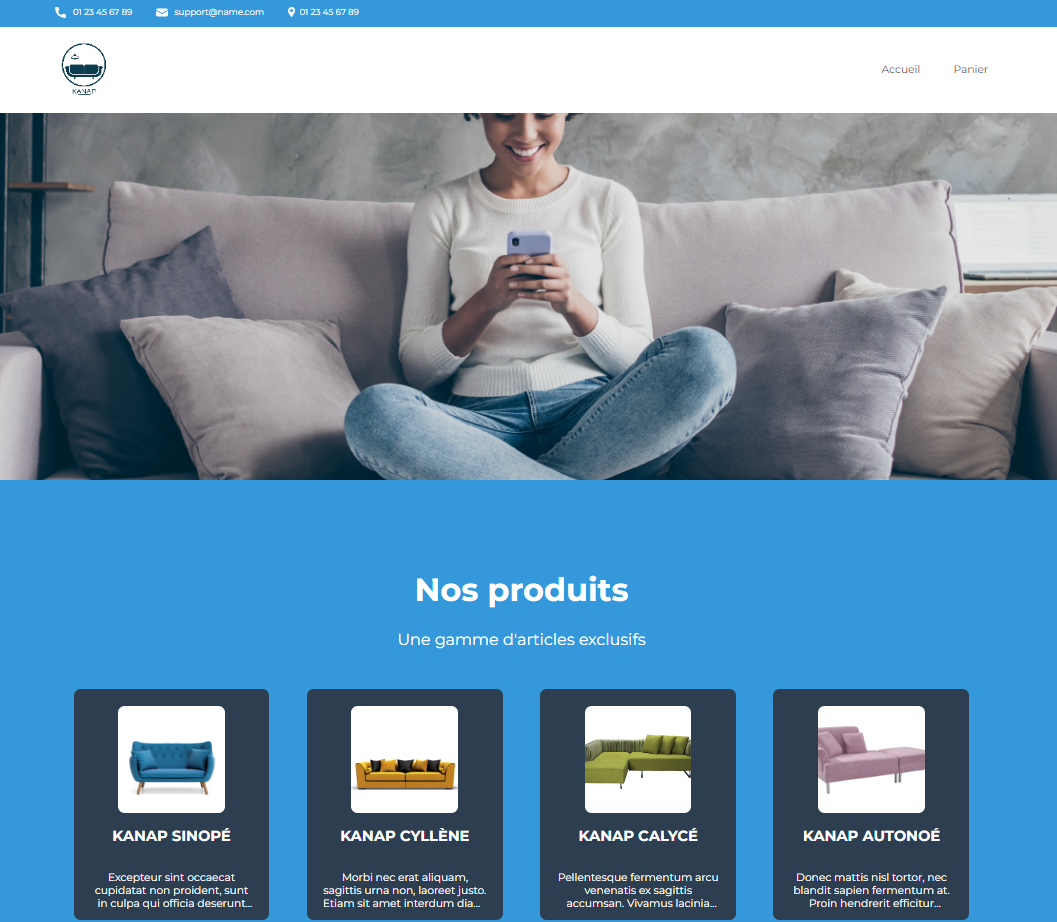 01 23 45 67 89 support@name.com 01 23 45 67 89
KANAP
Accueil Panier
Nos produits
Une gamme d'articles exclusifs
KANAP SINOPÉ
Excepteur sint occaecat
cupidatat non proident, sunt
in culpa qui officia deserunt...
KANAP CYLLÈNE
Morbi nec erat aliquam,
sagittis urna non, laoreet justo.
Etiam sit amet interdum dia...
KANAP CALYCÉ
Pellentesque fermentum arcu
venenatis ex sagittis
accumsan. Vivamus lacinia...
KANAP AUTONOÉ
Donec mattis nisl tortor, nec
blandit sapien fermentum at.
Proin hendrerit efficitur...